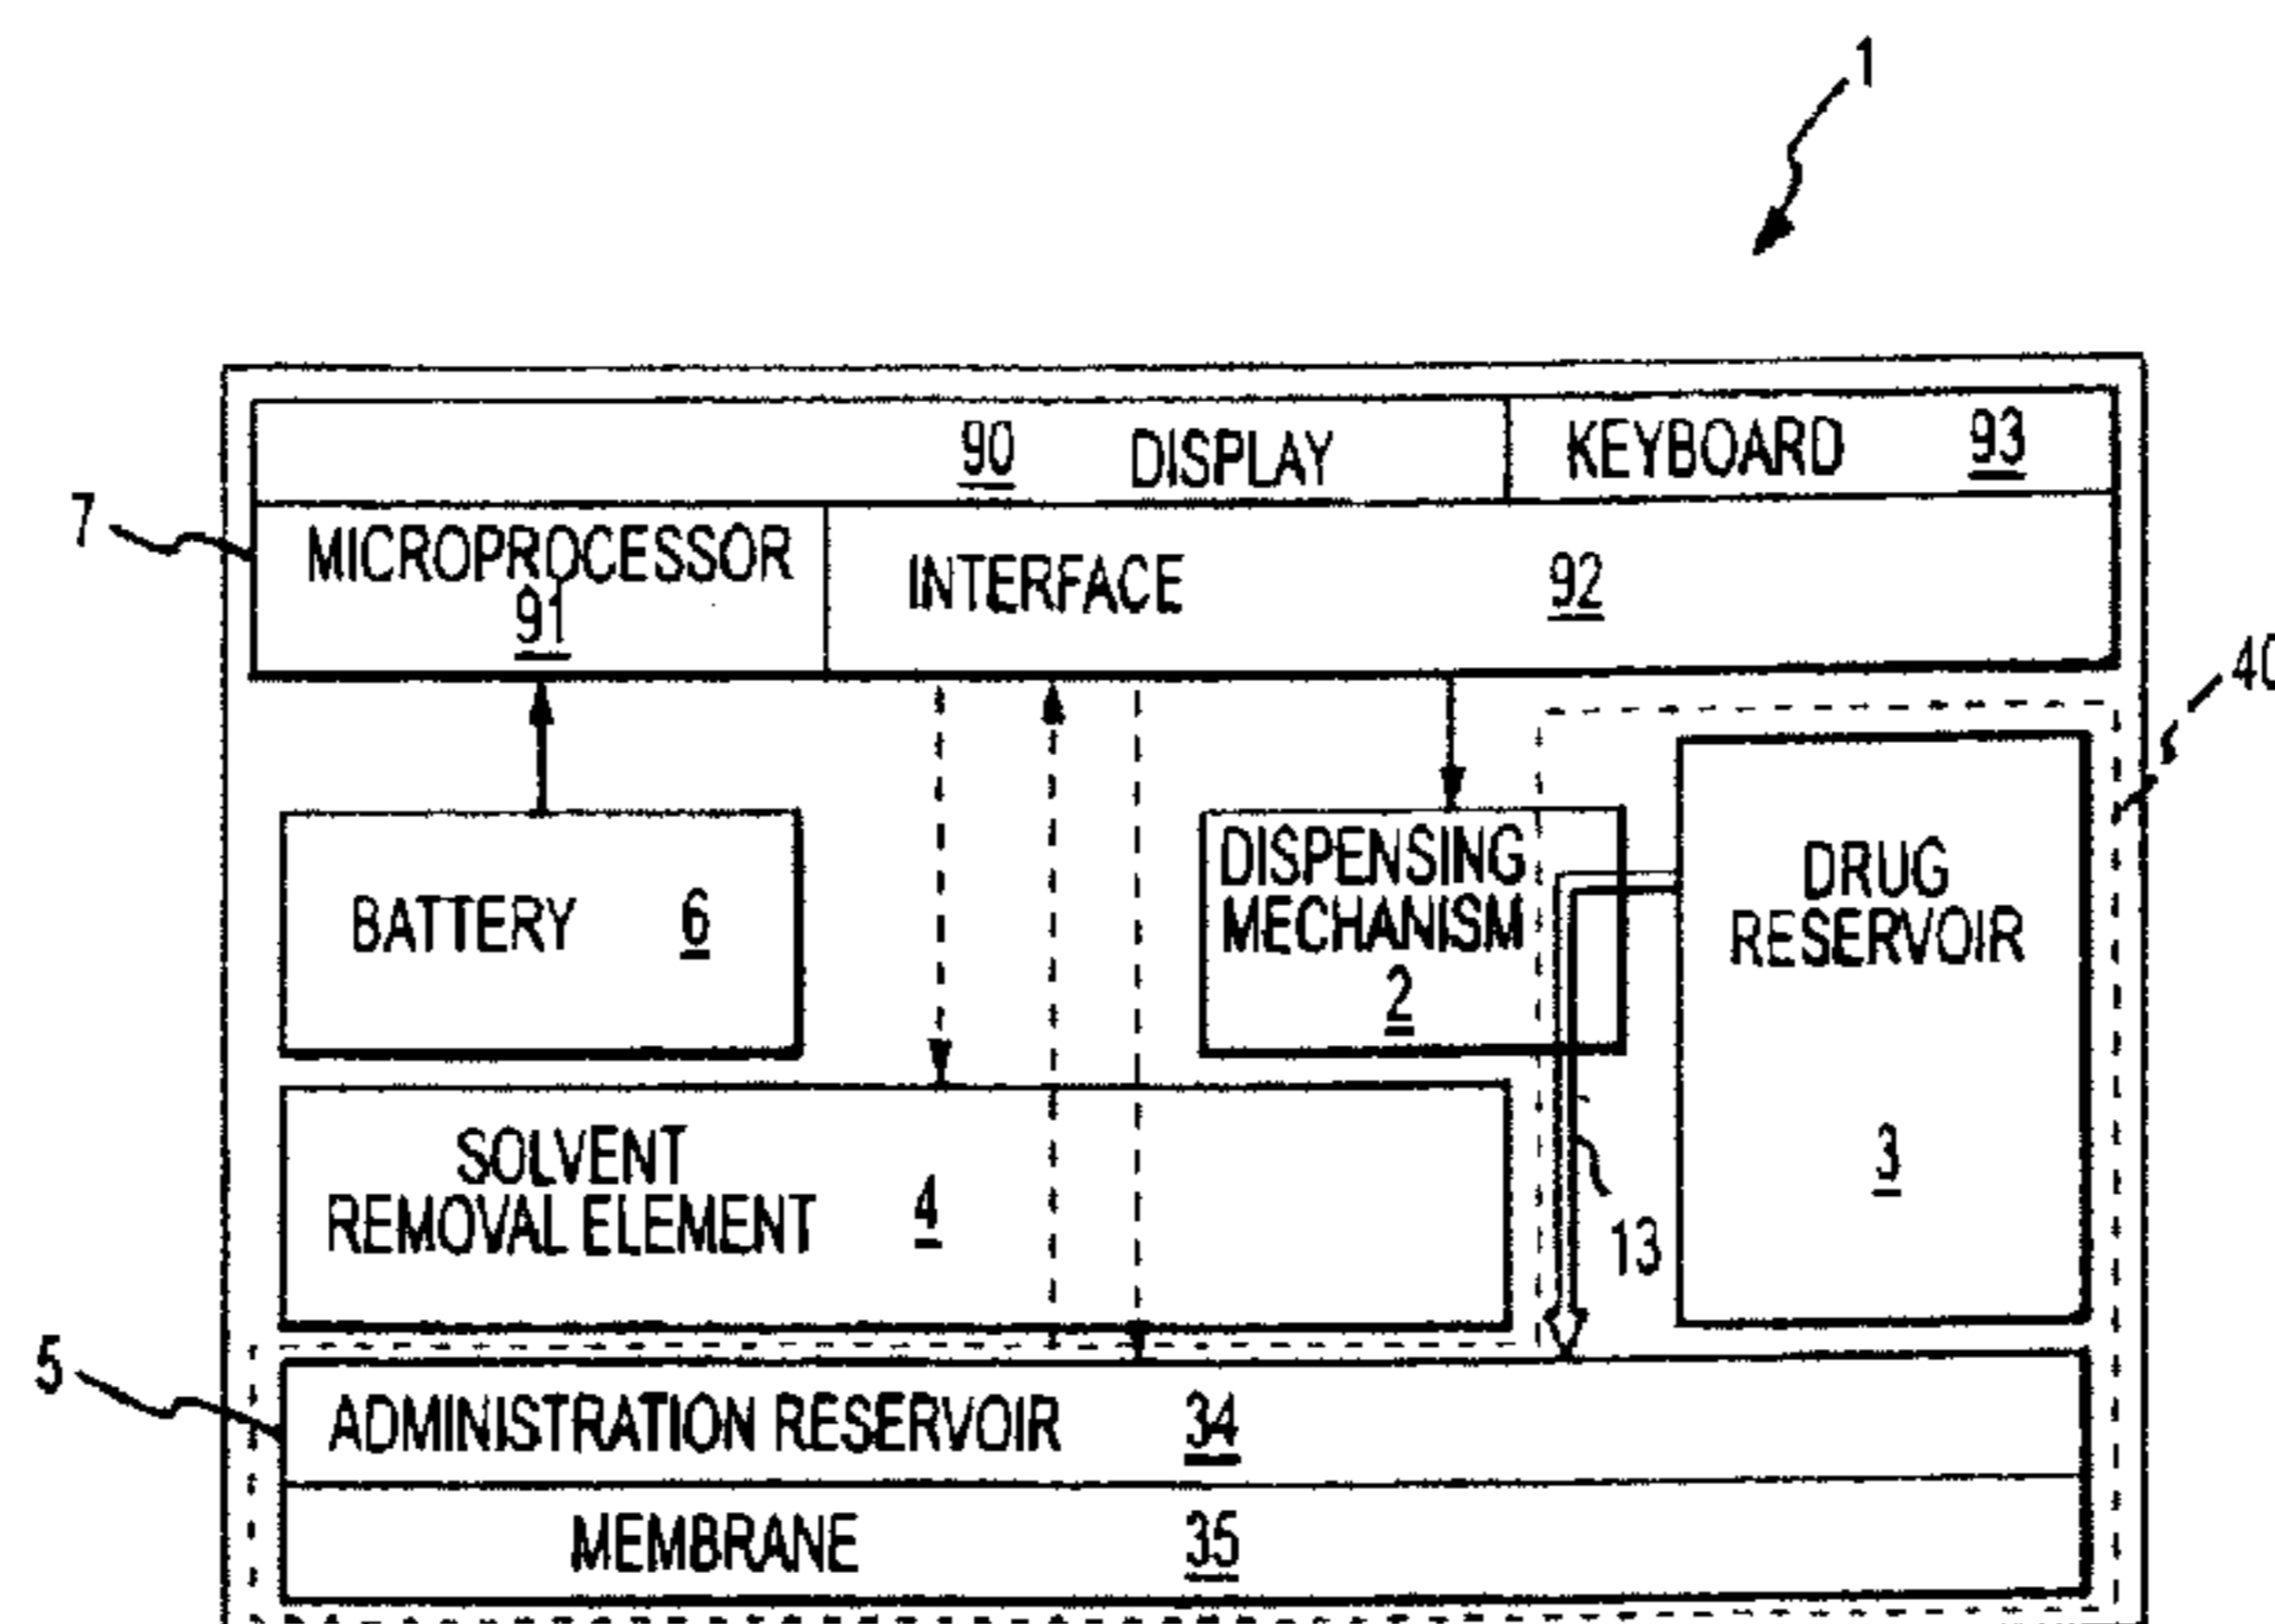 1
90 DISPLAY KEYBOARD 93
7
MICROPROCESSOR
91
INTERFACE 92
40
BATTERY 6
DISPENSING
MECHANISM
2
DRUG
RESERVOIR
3
SOLVENT
REMOVAL ELEMENT 4
13
5
ADMINISTRATION RESERVOIR 34
MEMBRANE 35